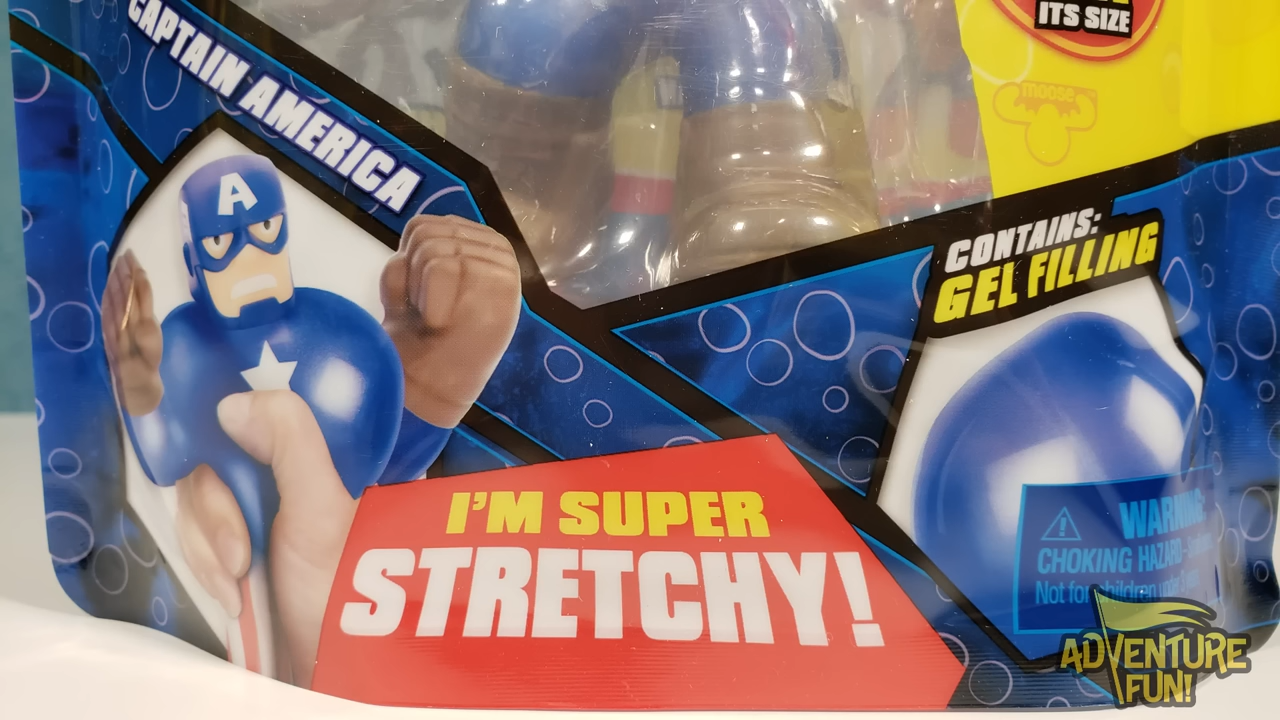 ITS SIZE
moose
CAPTAIN AMERICA
A
CONTAINS:
GEL FILLING
I'M SUPER
STRETCHY!
WARNING:
CHOKING HAZARD-
Not for children under 3
ADVENTURE
FUN!